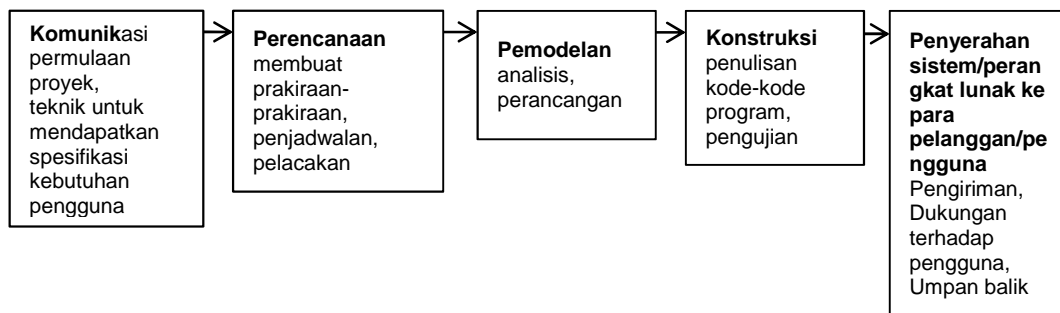 Komunikasi
permulaan
proyek,
teknik untuk
mendapatkan
spesifikasi
kebutuhan
pengguna
Perencanaan
membuat
prakiraan-
prakiraan,
penjadwalan,
pelacakan
Pemodelan
analisis,
perancangan
Konstruksi
penulisan
kode-kode
program,
pengujian
Penyerahan
sistem/peran
gkat lunak ke
para
pelanggan/pe
ngguna
Pengiriman,
Dukungan
terhadap
pengguna,
Umpan balik